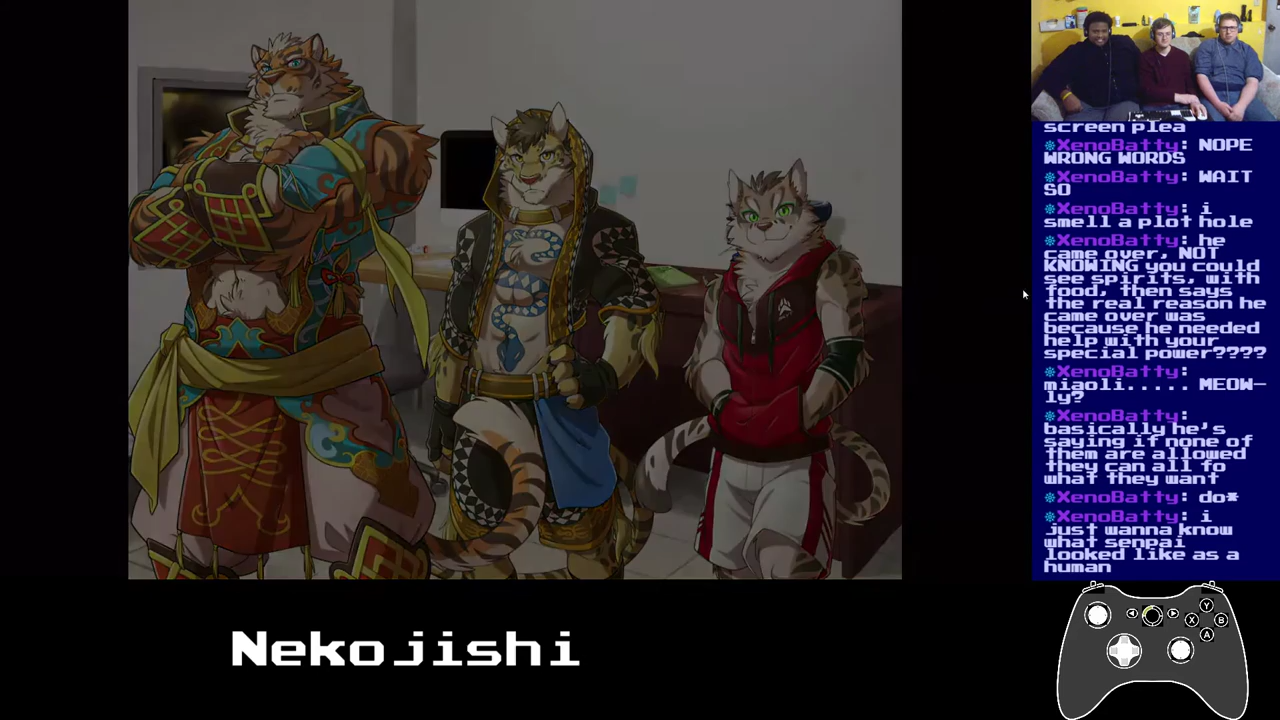 screen plea
XenoBatty: NOPE
WRONG WORDS
XenoBatty: WAIT
SO
XenoBatty: i
smell a plot hole
XenoBatty: he
came over, NOT
KNOWING you could
see spirits, with
food, then says
the real reason he
came over was
because he needed
help with your
special power????
XenoBatty:
miaoli..... MEOW-
ly?
XenoBatty:
basically he's
saying if none of
them are allowed
they can all fo
what they want
XenoBatty: do*
XenoBatty: i
just wanna know
what senpai
looked like as a
human
Y
X B
A
Nekojishi